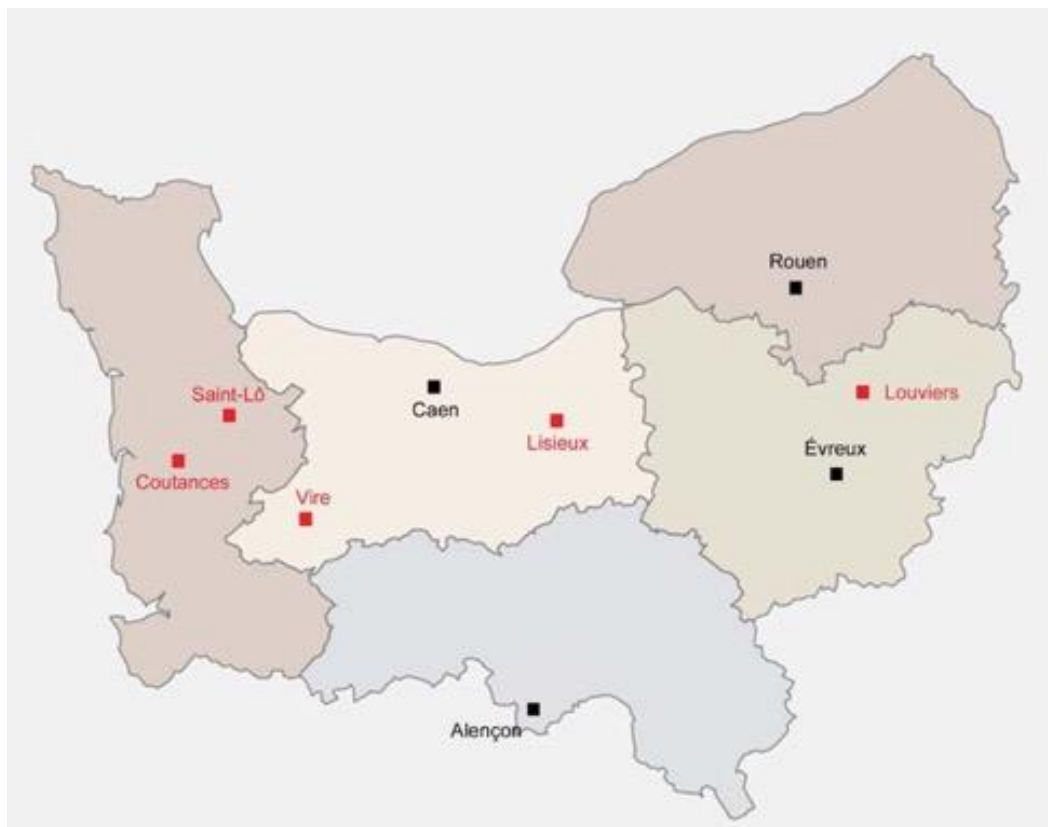 Rouen
Saint-Lô
Caen
Louviers
Lisieux
Évreux
Coutances
Vire
Alençon